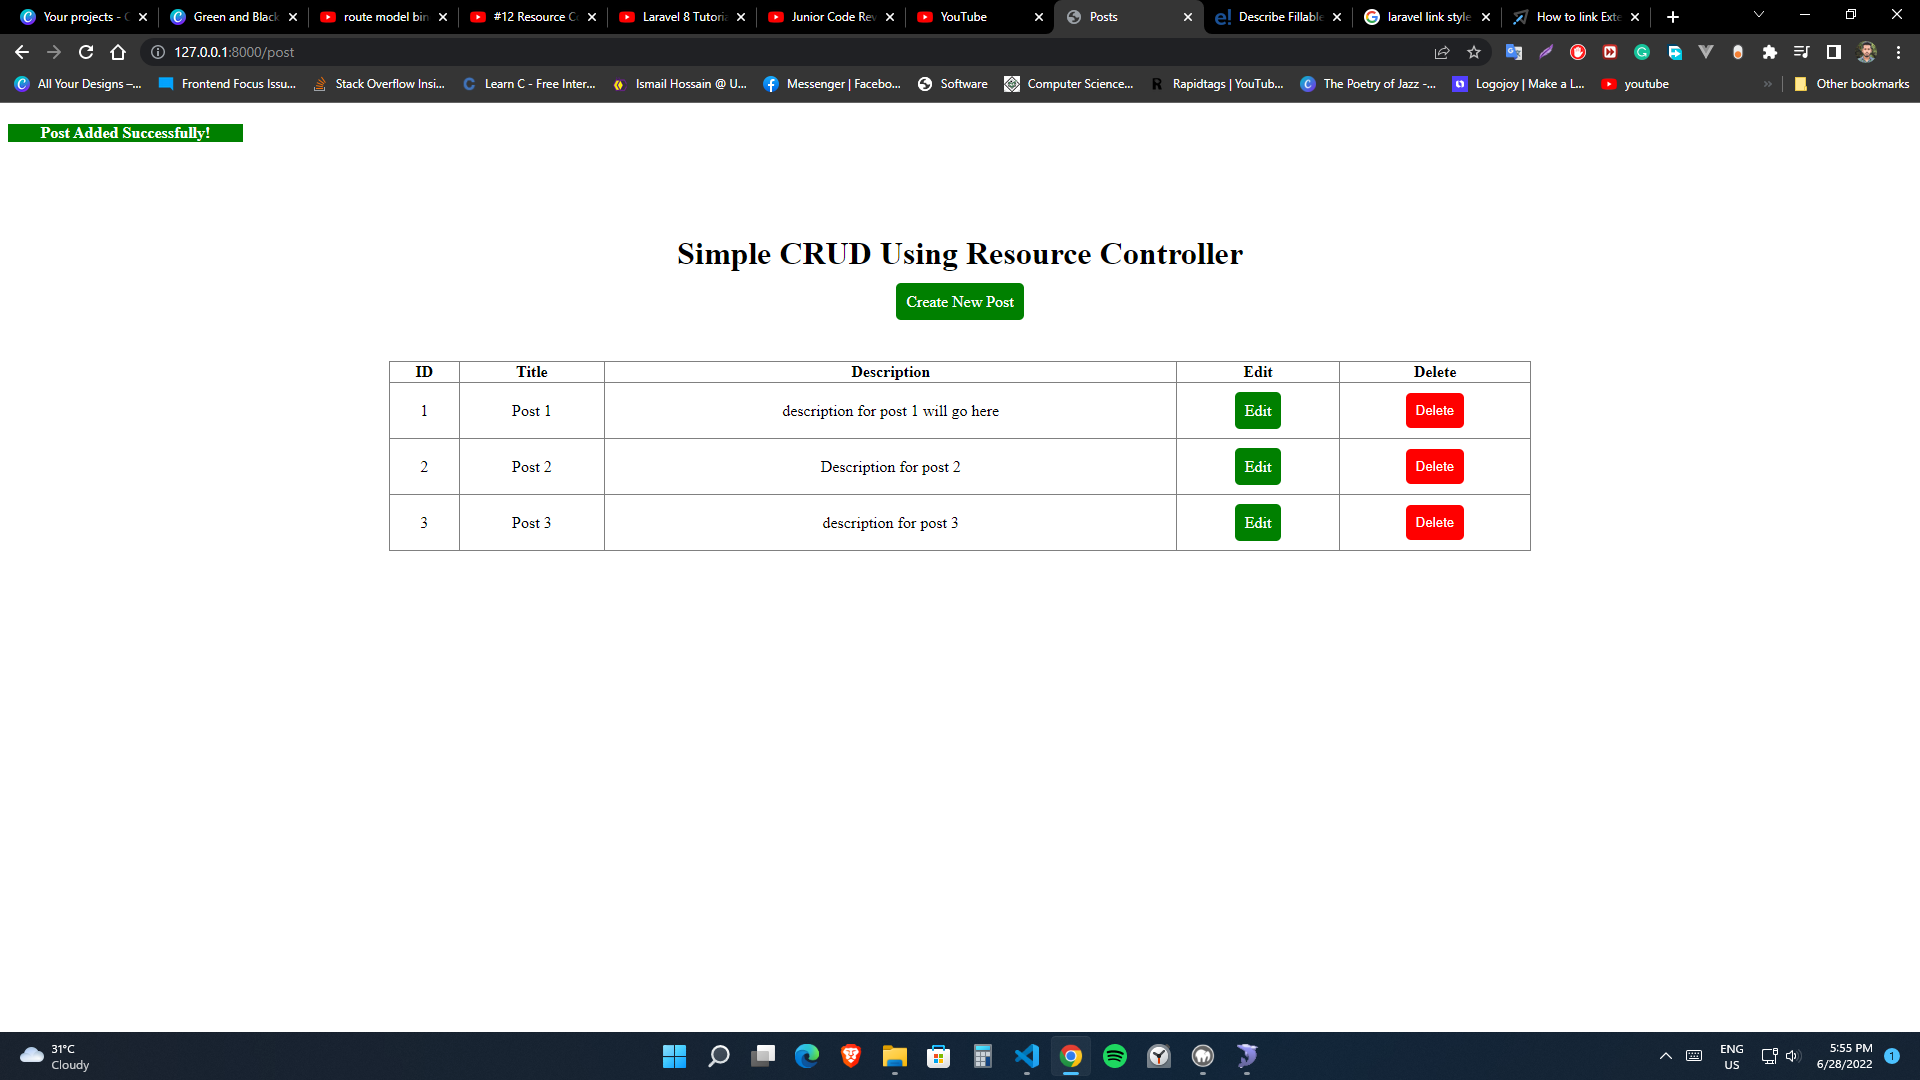 Your projects - C
Green and Black
route model bin
#12 Resource Co
Laravel 8 Tutoria
Junior Code Rev
YouTube
Posts
Describe Fillable
laravel link style
How to link Exte
127.0.0.1:8000/post
All Your Designs –...
Frontend Focus Issu...
Stack Overflow Insi...
Learn C - Free Inter...
Ismail Hossain @ U...
Messenger | Facebo...
Software
Computer Science...
Rapidtags | YouTub...
The Poetry of Jazz -...
Logojoy | Make a L...
youtube
Other bookmarks
Post Added Successfully!
Simple CRUD Using Resource Controller
Create New Post
ID Title Description Edit Delete
1 Post 1 description for post 1 will go here Edit Delete
2 Post 2 Description for post 2 Edit Delete
3 Post 3 description for post 3 Edit Delete
31°C
Cloudy
ENG
US
5:55 PM
6/28/2022
1